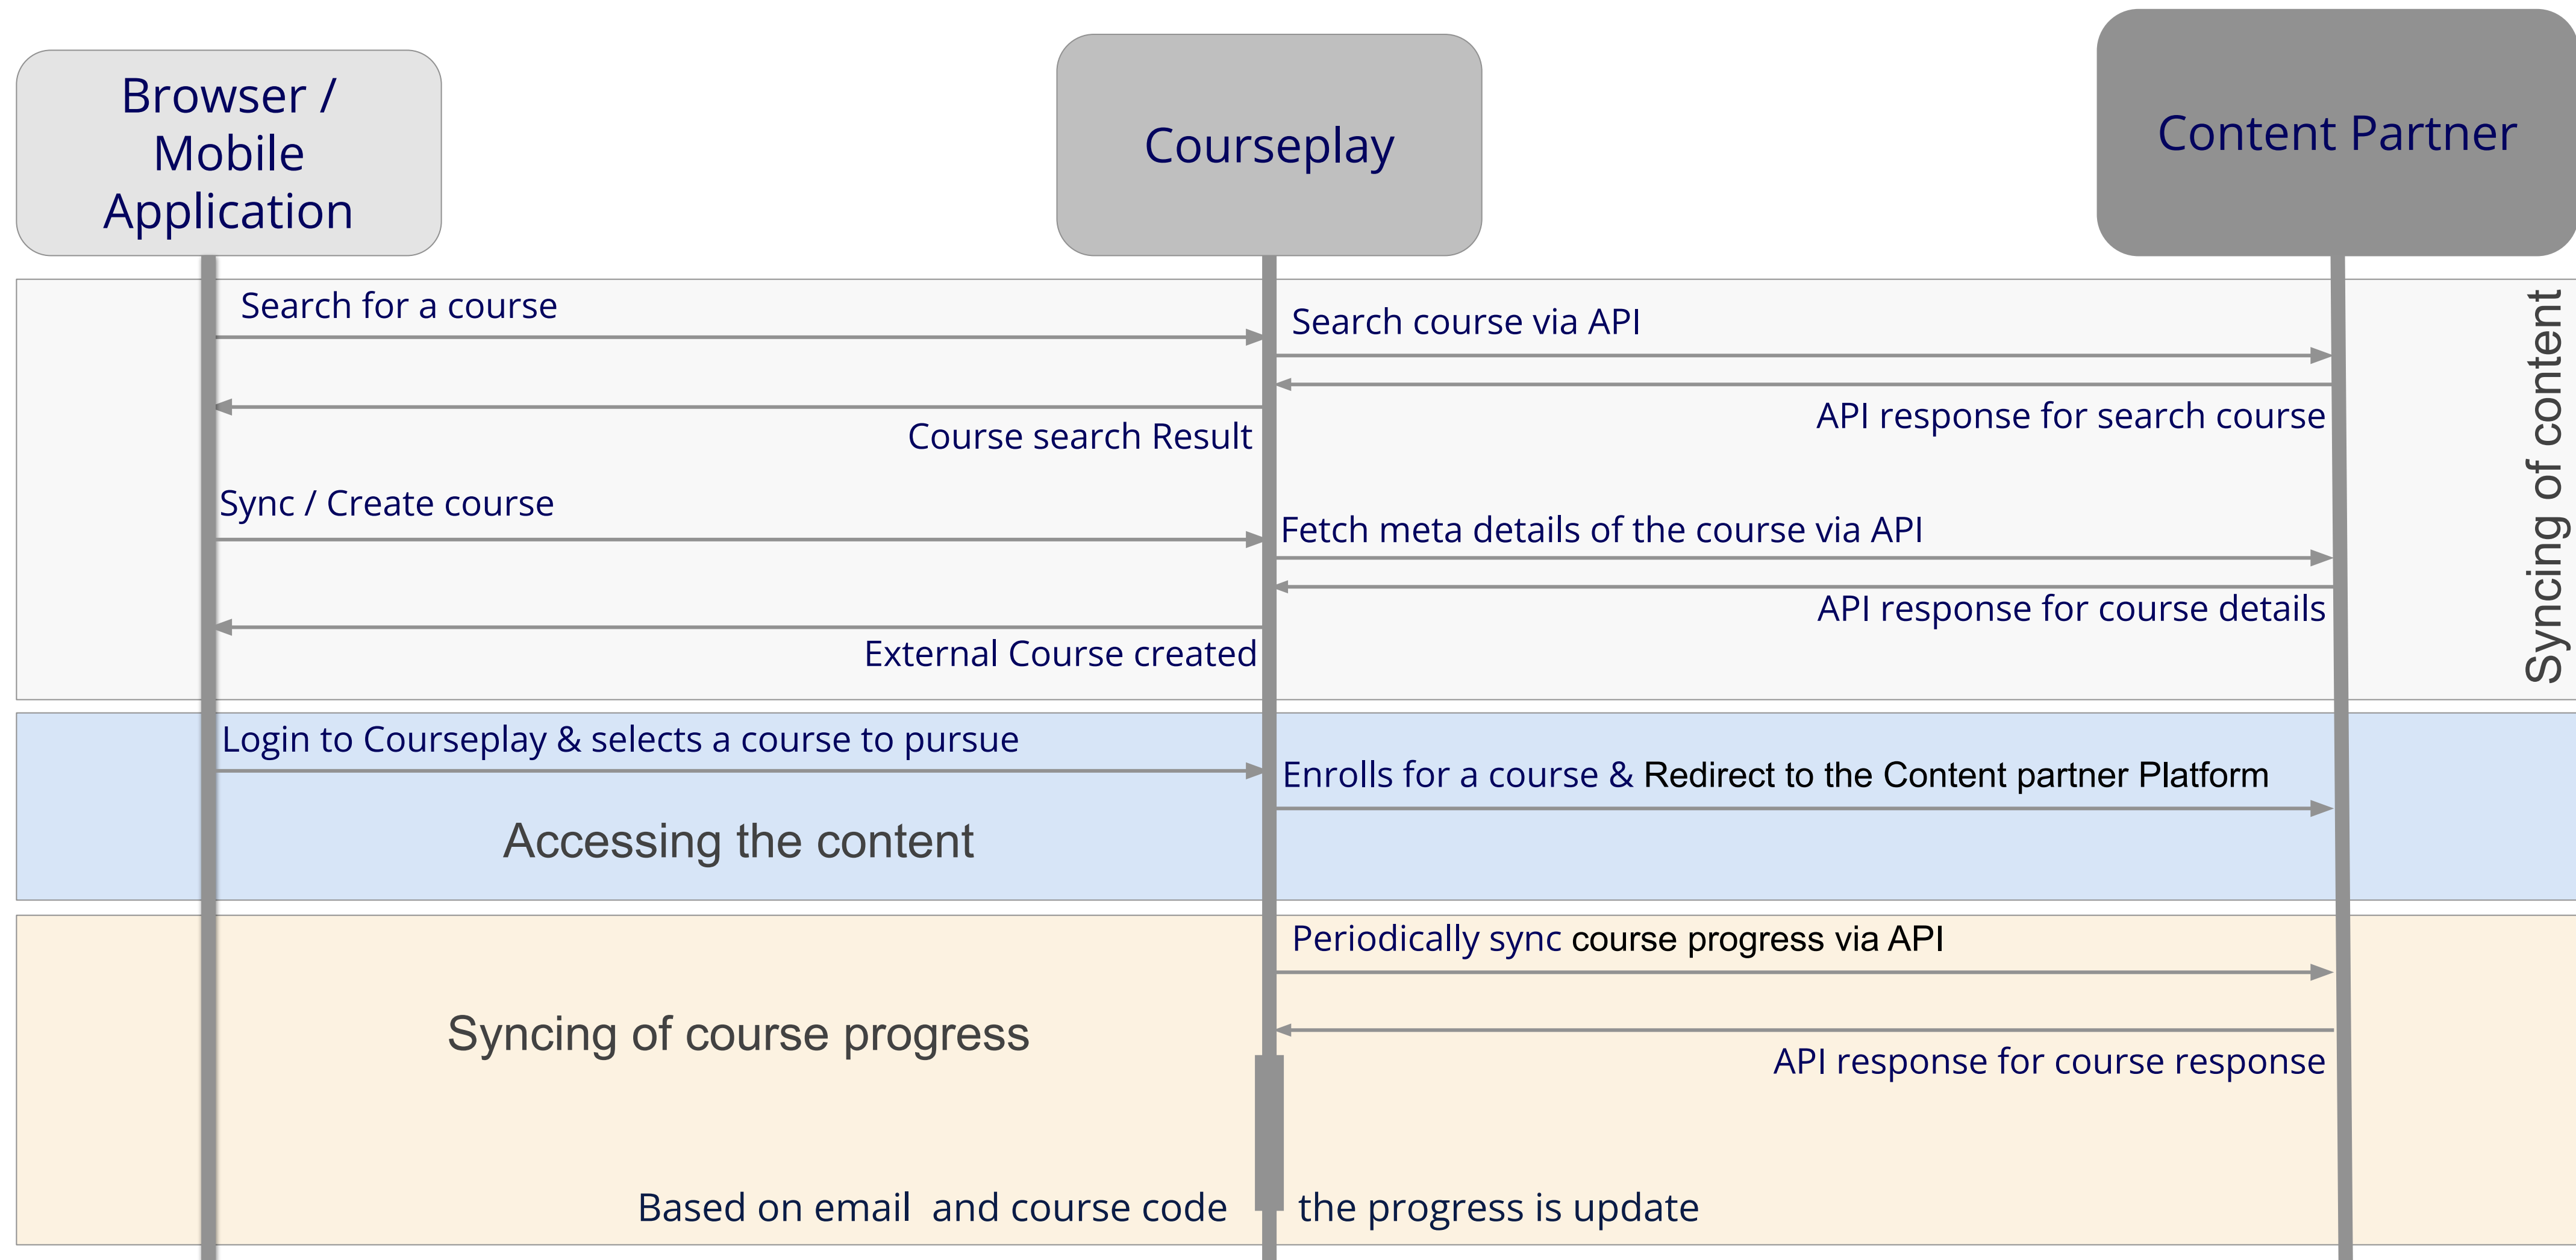 Browser /
Mobile
Application
Courseplay
Content Partner
Search for a course
Search course via API
API response for search course
Course search Result
Sync / Create course
Fetch meta details of the course via API
API response for course details
External Course created
Syncing of content
Login to Courseplay & selects a course to pursue
Enrolls for a course & Redirect to the Content partner Platform
Accessing the content
Periodically sync course progress via API
Syncing of course progress
API response for course response
Based on email  and course code the progress is update